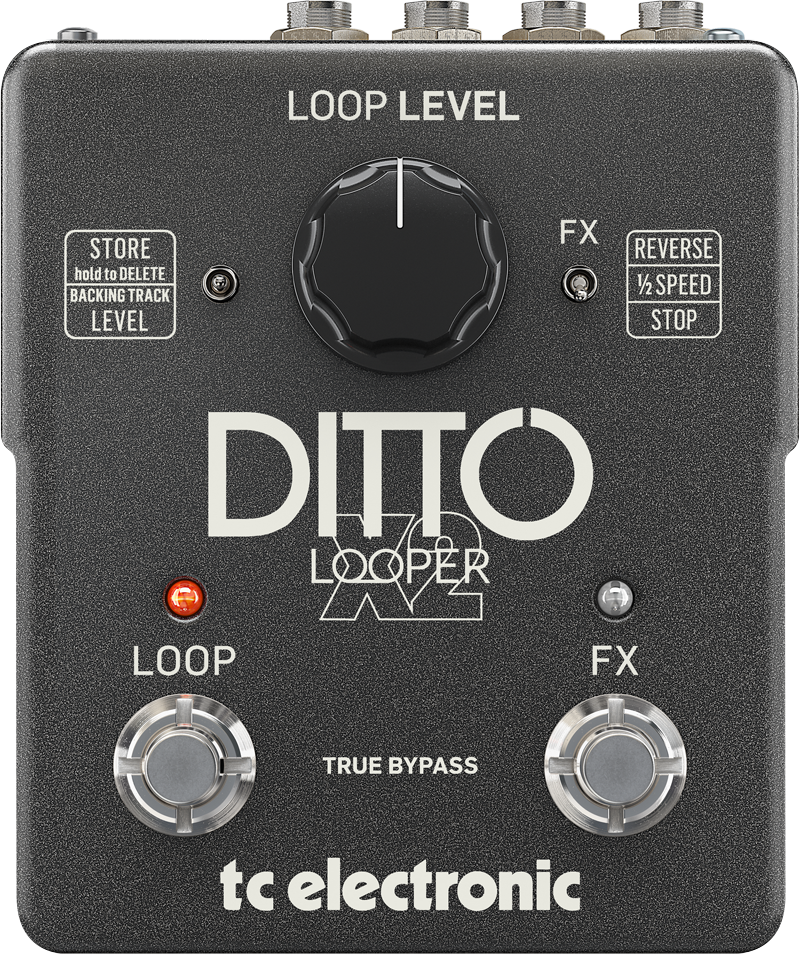 LOOP LEVEL
FX
STORE
hold to DELETE
BACKING TRACK
LEVEL
REVERSE
½ SPEED
STOP
DITTO
X2
LOOPER
LOOP
FX
TRUE BYPASS
tc electronic